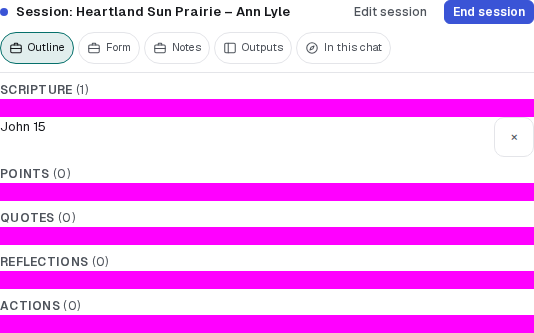 Session: Heartland Sun Prairie – Ann Lyle
Edit session
End session
Outline
Form
Notes
Outputs
In this chat
SCRIPTURE (1)
John 15
×
POINTS (0)
QUOTES (0)
REFLECTIONS (0)
ACTIONS (0)